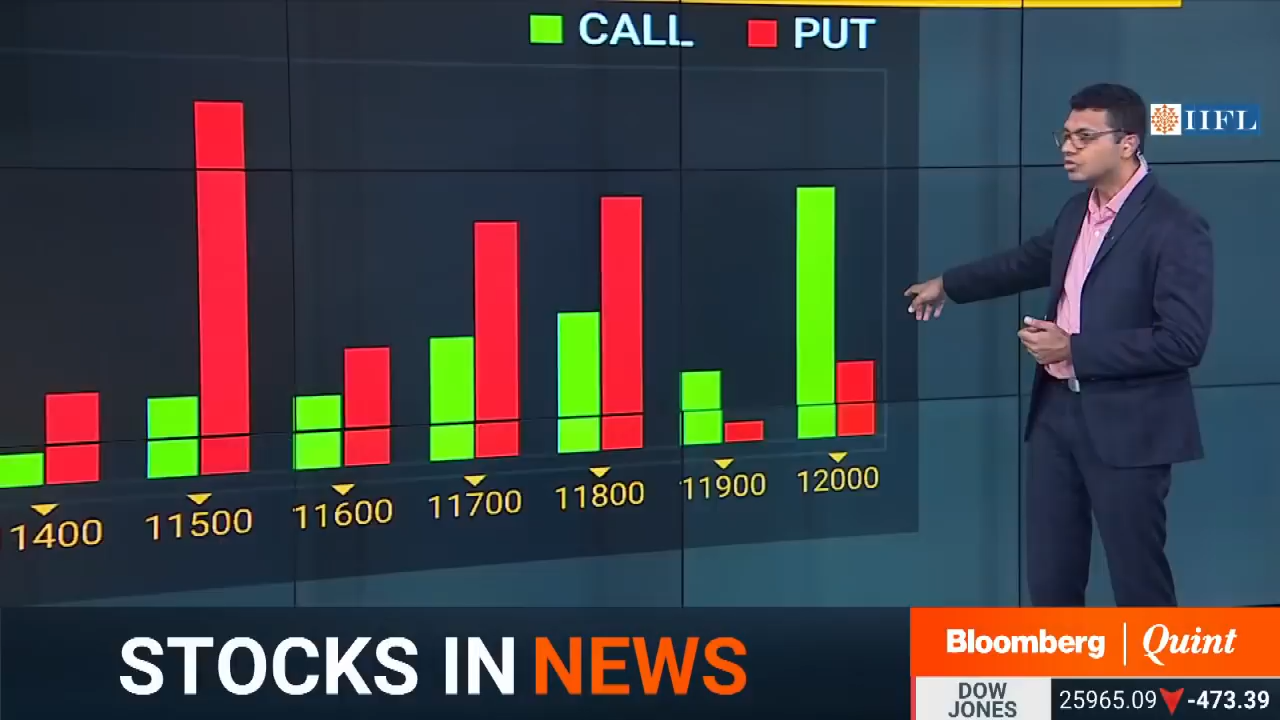 CALL PUT
IIFL
11400 11500 11600 11700 11800 11900 12000
STOCKS IN NEWS
Bloomberg | Quint
DOW JONES 25965.09 -473.39